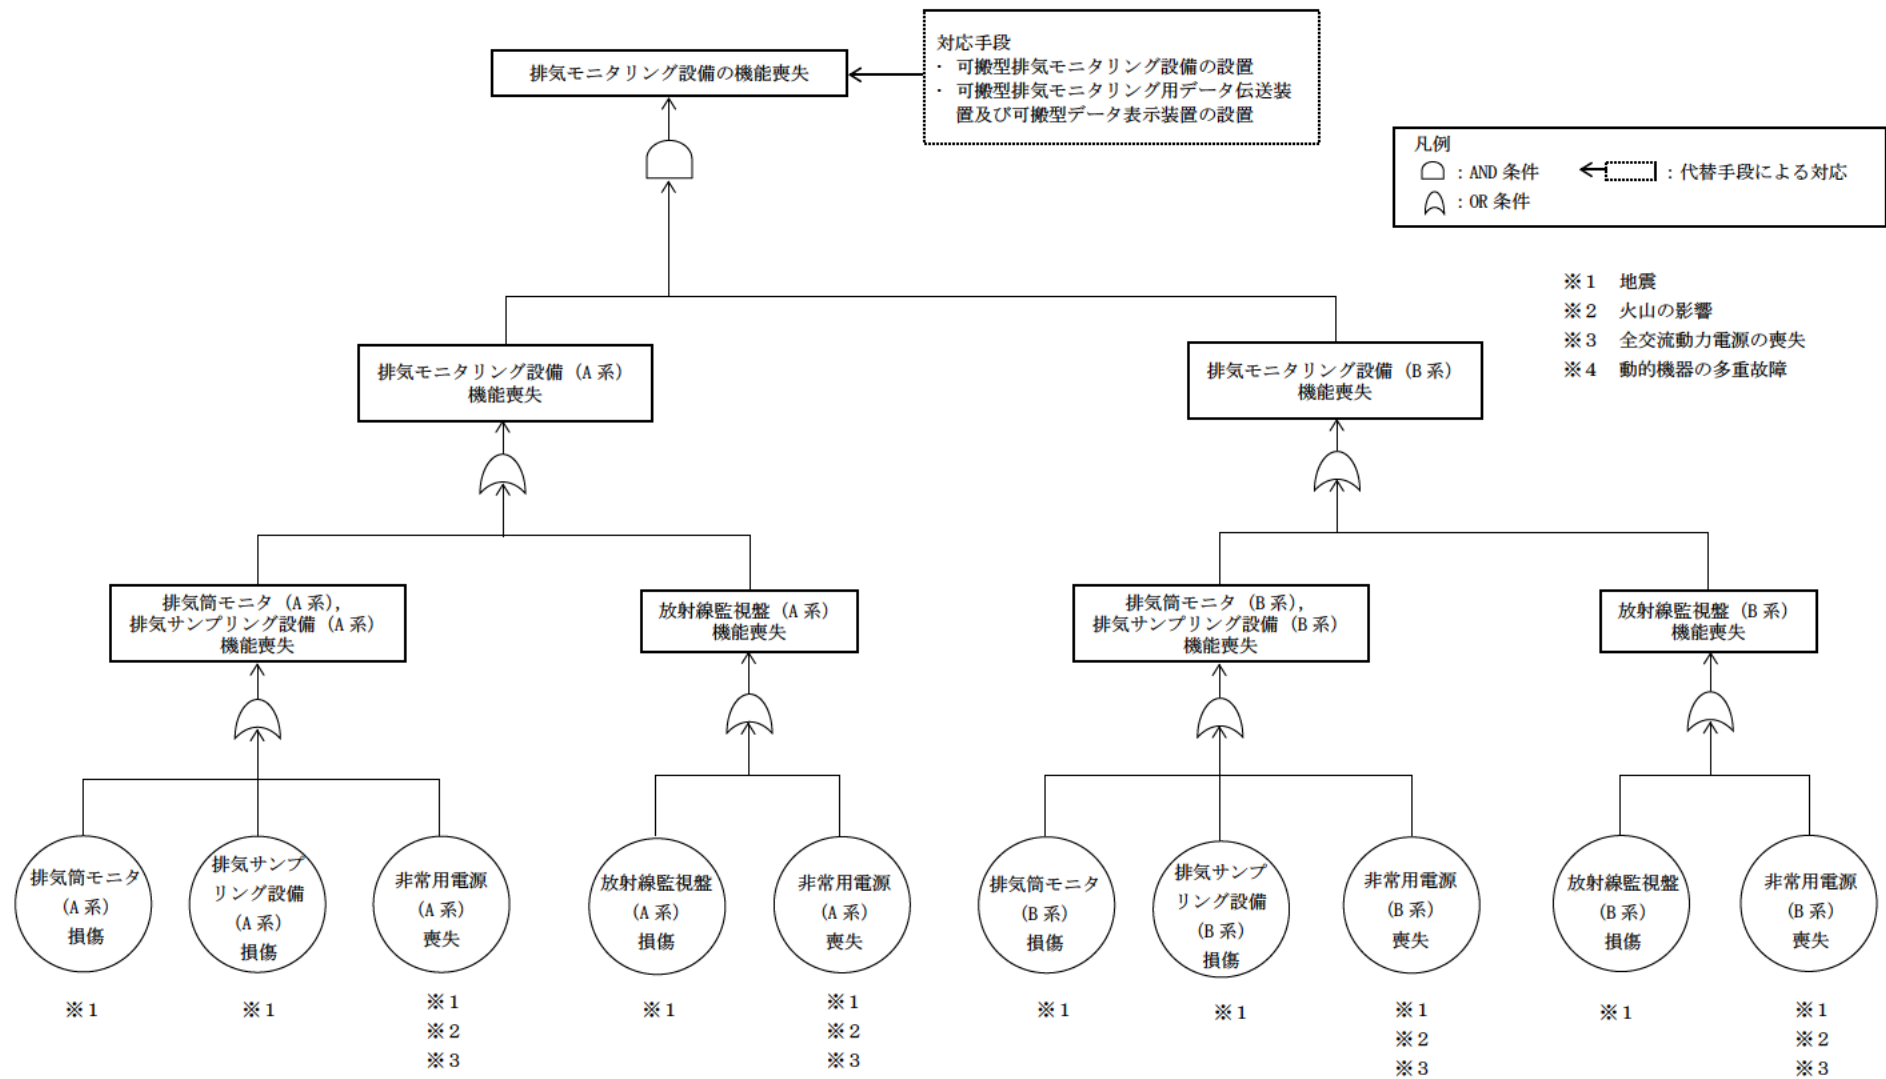 排気モニタリング設備の機能喪失
対応手段
・ 可搬型排気モニタリング設備の設置
・ 可搬型排気モニタリング用データ伝送装
置及び可搬型データ表示装置の設置
凡例
：AND 条件
：代替手段による対応
：OR 条件
※１ 地震
※２ 火山の影響
※３ 全交流動力電源の喪失
※４ 動的機器の多重故障
排気モニタリング設備（A 系）
機能喪失
排気モニタリング設備（B 系）
機能喪失
排気筒モニタ（A 系），
排気サンプリング設備（A 系）
機能喪失
放射線監視盤（A 系）
機能喪失
排気筒モニタ（B 系），
排気サンプリング設備（B 系）
機能喪失
放射線監視盤（B 系）
機能喪失
排気筒モニタ
（A 系）
損傷
排気サンプ
リング設備
（A 系）
損傷
非常用電源
（A 系）
喪失
放射線監視盤
（A 系）
損傷
非常用電源
（A 系）
喪失
排気筒モニタ
（B 系）
損傷
排気サンプ
リング設備
（B 系）
損傷
非常用電源
（B 系）
喪失
放射線監視盤
（B 系）
損傷
非常用電源
（B 系）
喪失
※１
※１
※１
※２
※３
※１
※１
※２
※３
※１
※１
※１
※２
※３
※１
※１
※２
※３